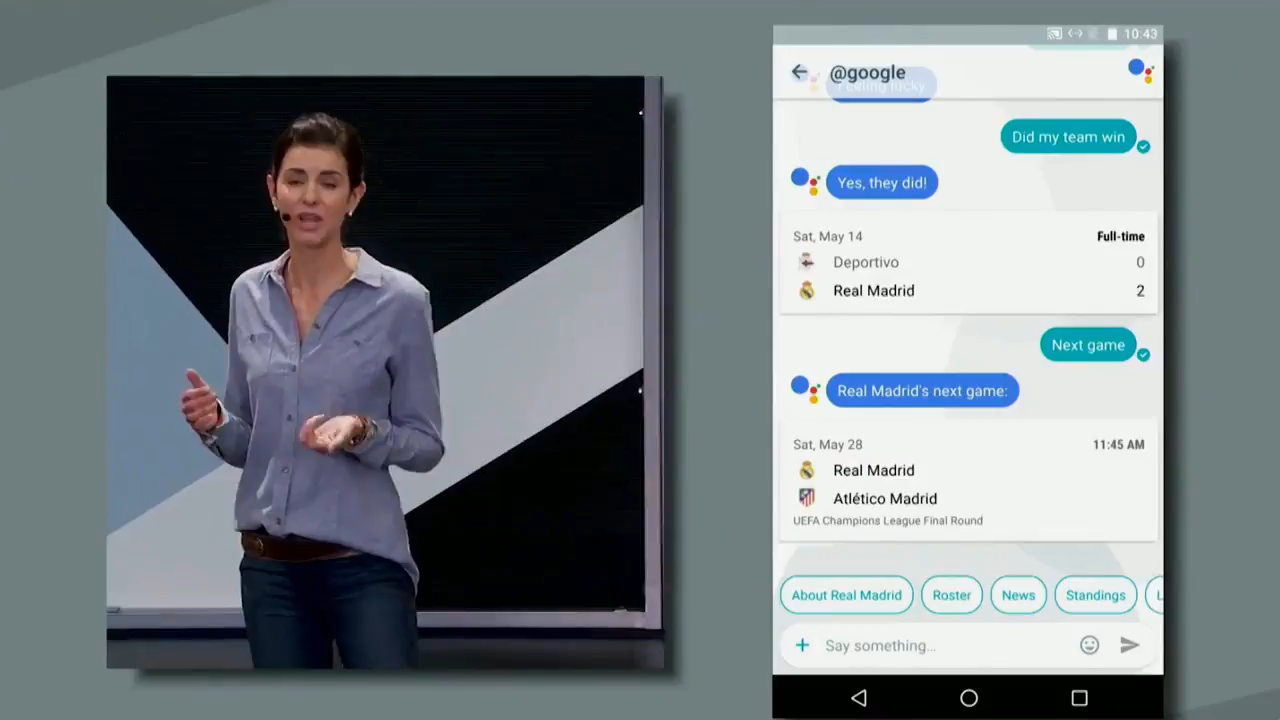 10:43
@google
Feeling lucky
Did my team win
Yes, they did!
Sat, May 14 Full-time
Deportivo 0
Real Madrid 2
Next game
Real Madrid's next game:
Sat, May 28 11:45 AM
Real Madrid
Atlético Madrid
UEFA Champions League Final Round
About Real Madrid Roster News Standings L
Say something...